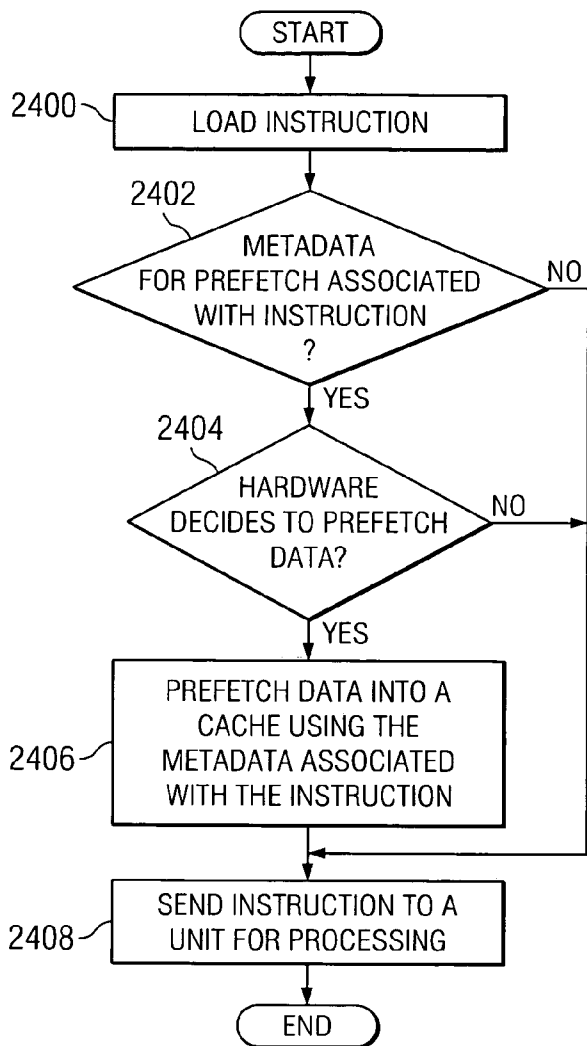 START
2400
LOAD INSTRUCTION
2402
METADATA
FOR PREFETCH ASSOCIATED
WITH INSTRUCTION
?
NO
YES
2404
HARDWARE
DECIDES TO PREFETCH
DATA?
NO
YES
2406
PREFETCH DATA INTO A
CACHE USING THE
METADATA ASSOCIATED
WITH THE INSTRUCTION
2408
SEND INSTRUCTION TO A
UNIT FOR PROCESSING
END